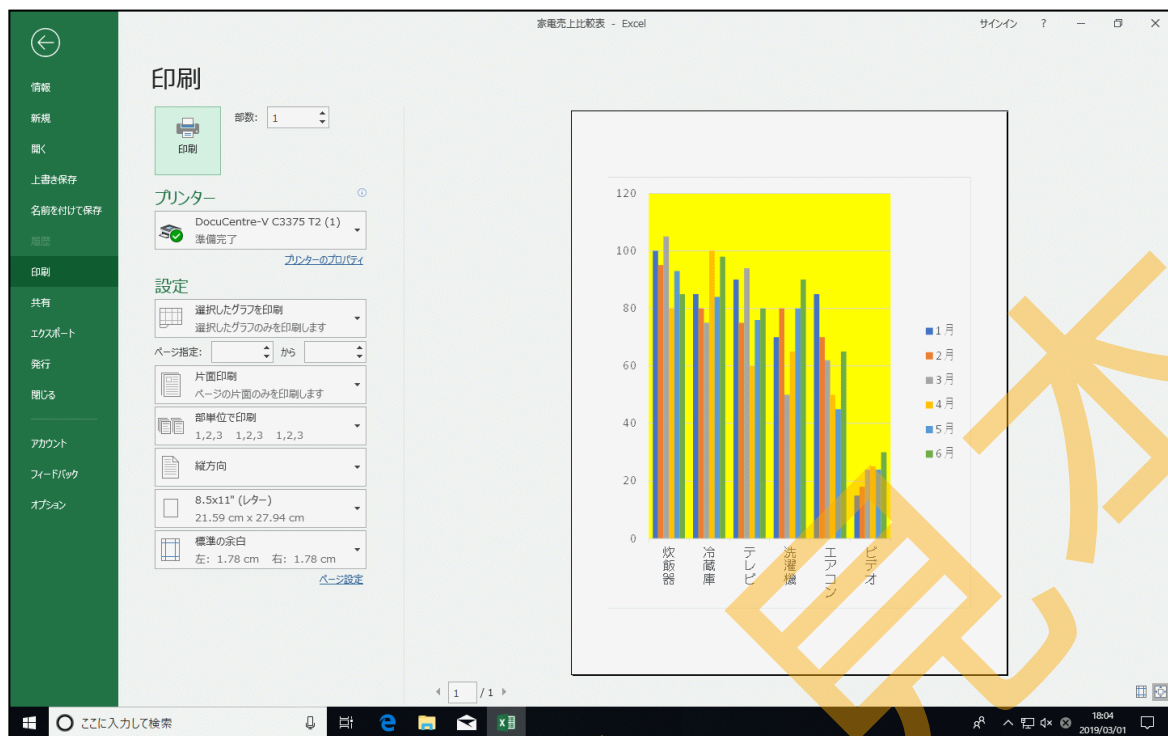 家電売上比較表 - Excel
サインイン ? 
情報
新規
開く
上書き保存
名前を付けて保存
履歴
印刷
共有
エクスポート
発行
閉じる
アカウント
フィードバック
オプション
印刷
印刷
部数: 1
プリンター
DocuCentre-V C3375 T2 (1)
準備完了
プリンターのプロパティ
設定
選択したグラフを印刷
選択したグラフのみを印刷します
ページ指定: から
片面印刷
ページの片面のみを印刷します
部単位で印刷
1,2,3 1,2,3 1,2,3
縦方向
8.5x11" (レター)
21.59 cm x 27.94 cm
標準の余白
左: 1.78 cm 右: 1.78 cm
ページ設定
120
100
80
60
40
20
0
炊飯器
冷蔵庫
テレビ
洗濯機
エアコン
ビデオ
1月
2月
3月
4月
5月
6月
1 / 1
ここに入力して検索
18:04
2019/03/01
見本